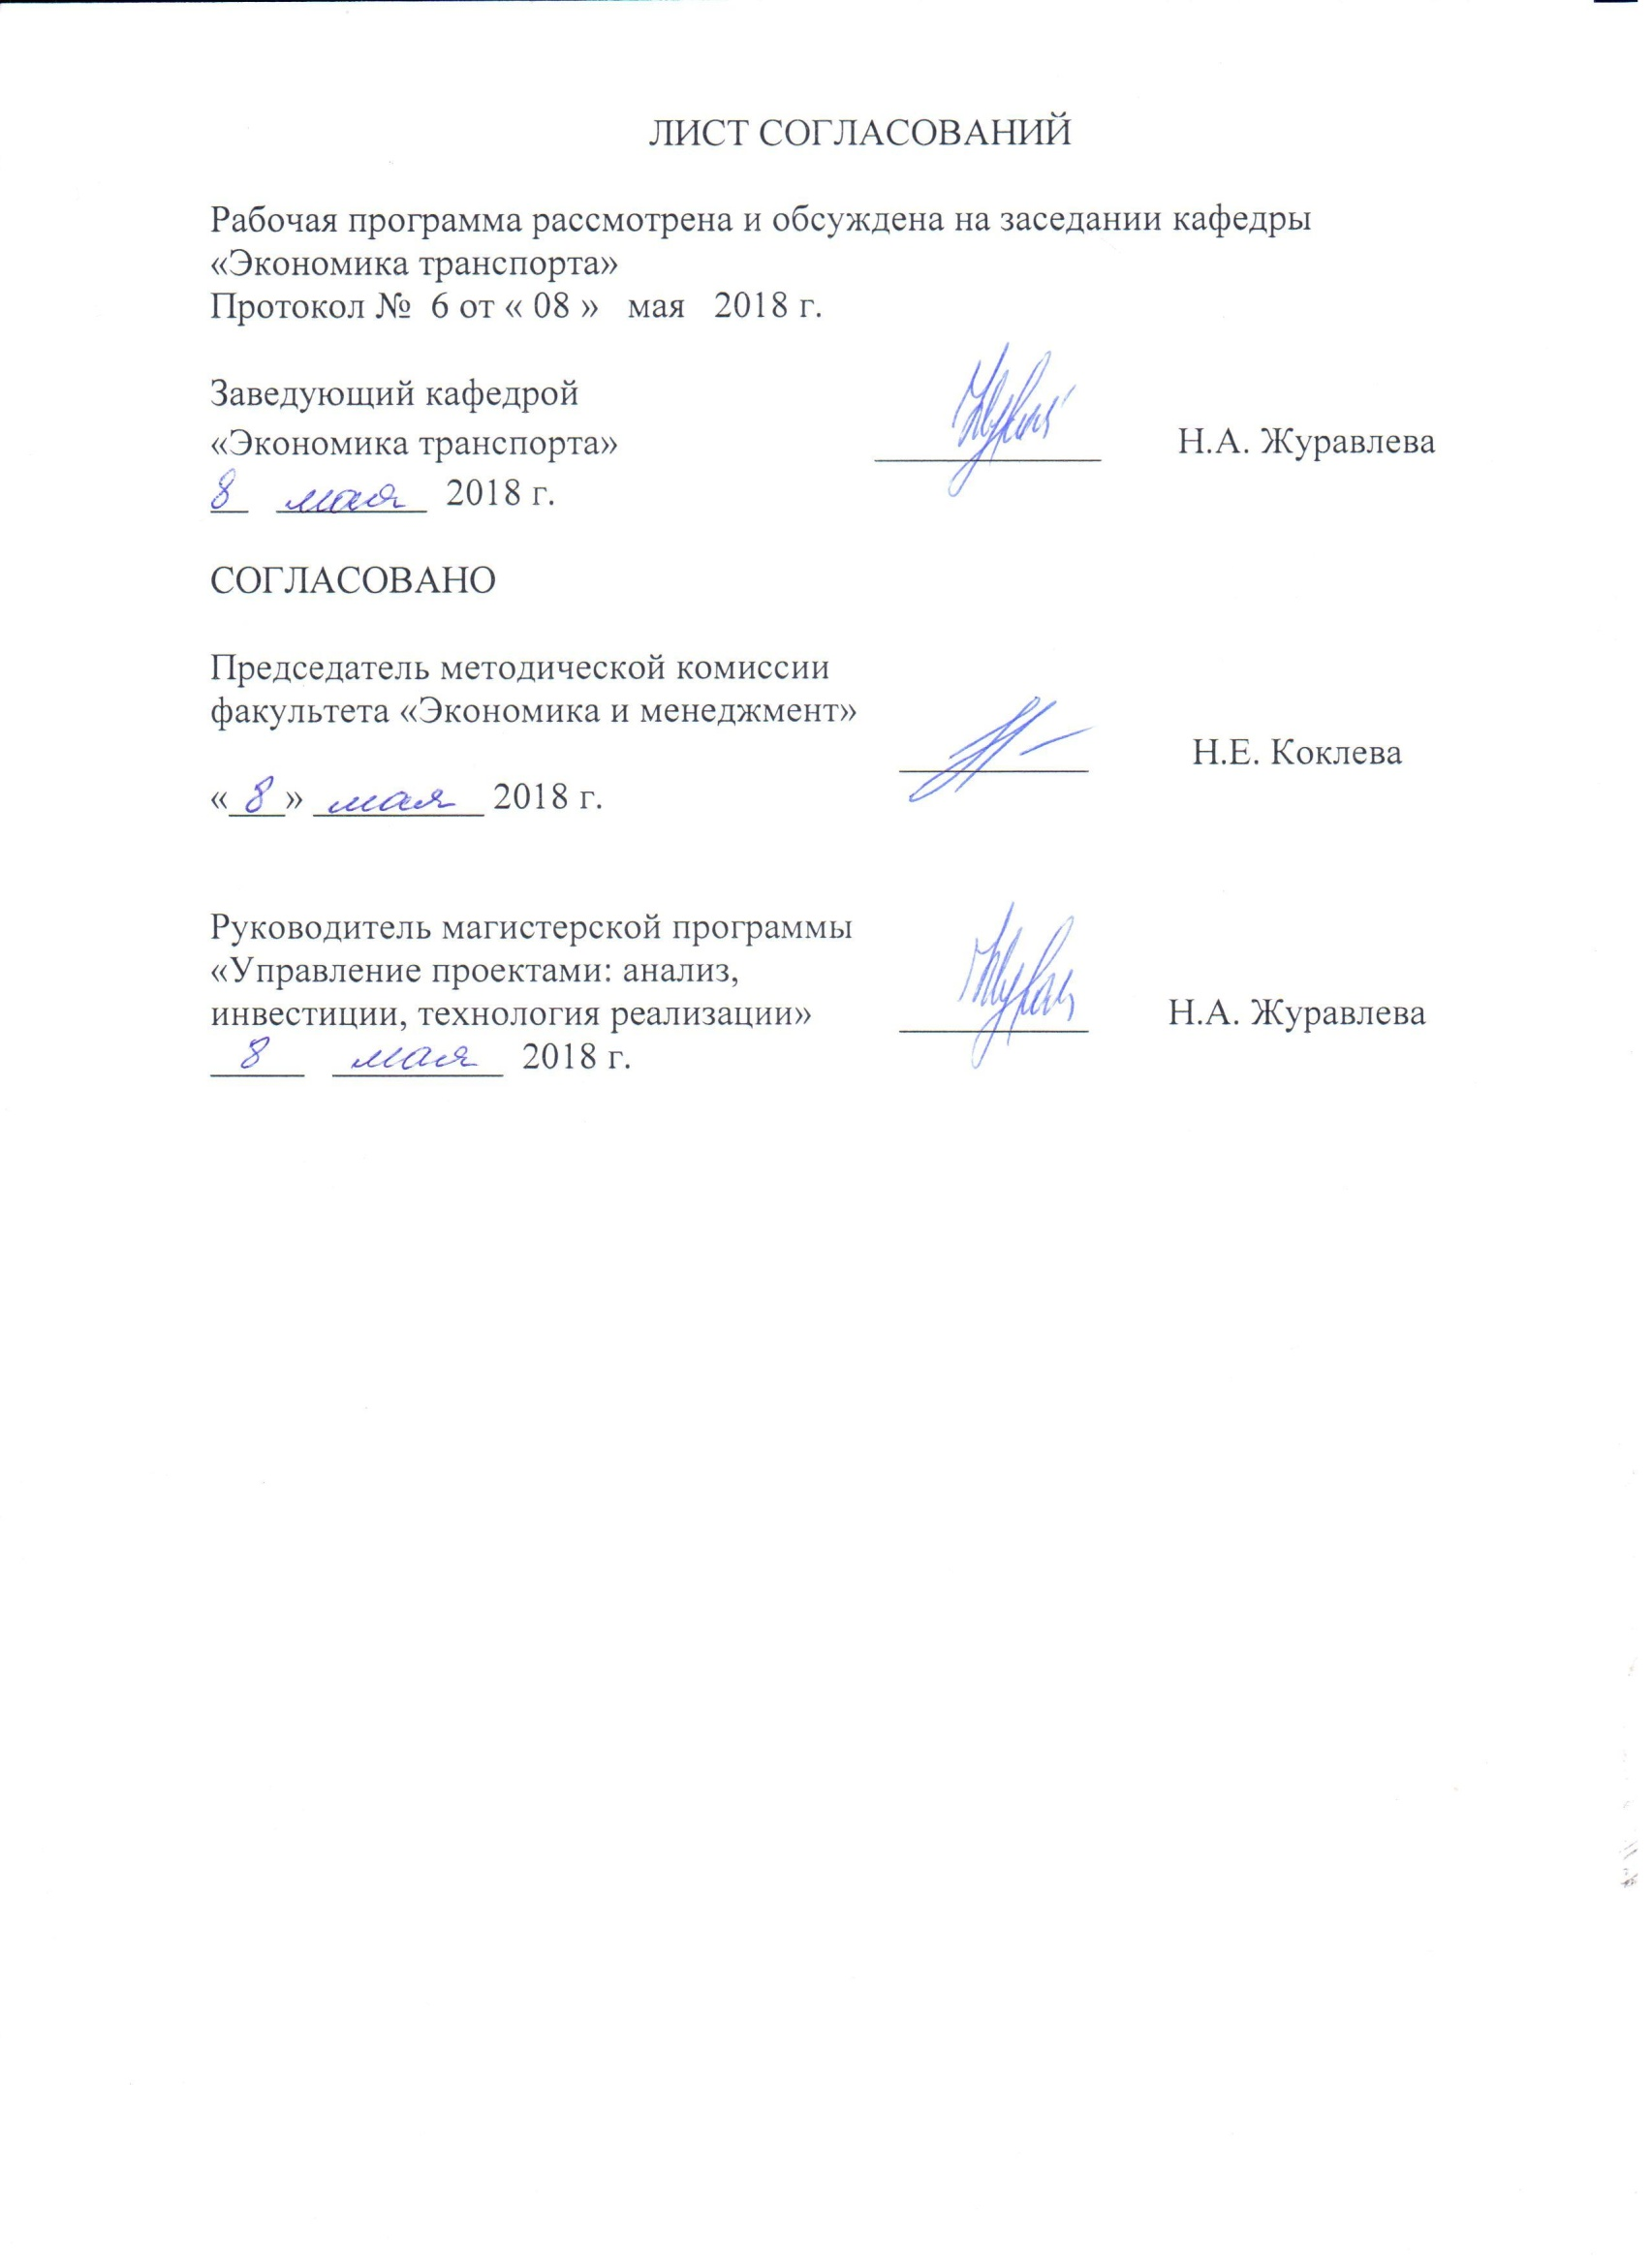 ЛИСТ СОГЛАСОВАНИЙ
Рабочая программа рассмотрена и обсуждена на заседании кафедры
«Экономика транспорта»
Протокол № 6 от « 08 » мая 2018 г.
Заведующий кафедрой
«Экономика транспорта» Н.А. Журавлева
8 мая 2018 г.
СОГЛАСОВАНО
Председатель методической комиссии
факультета «Экономика и менеджмент»
Н.Е. Коклева
«8» мая 2018 г.
Руководитель магистерской программы
«Управление проектами: анализ,
инвестиции, технология реализации» Н.А. Журавлева
8 мая 2018 г.